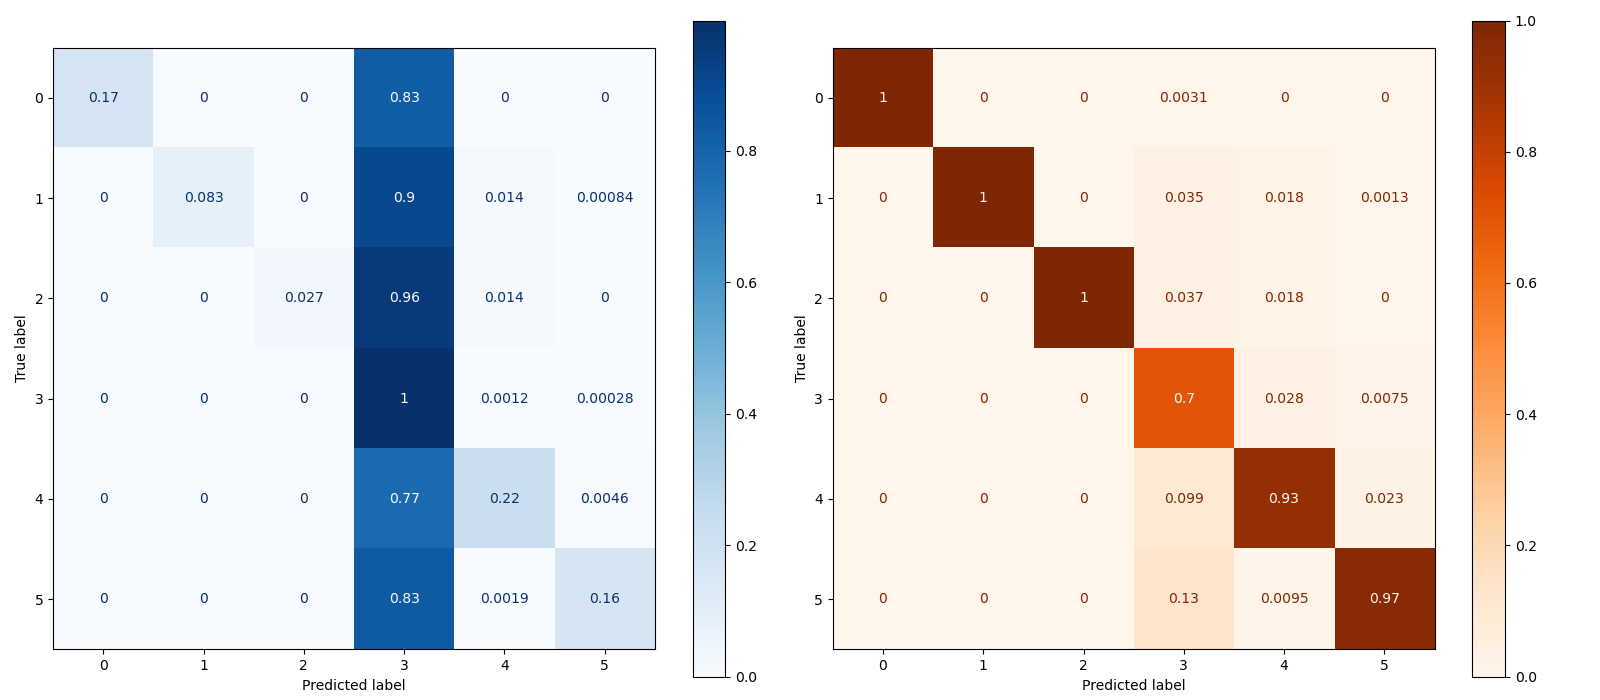 0 0.17 0 0 0.83 0 0
1 0 0.083 0 0.9 0.014 0.00084
2 0 0 0.027 0.96 0.014 0
3 0 0 0 1 0.0012 0.00028
4 0 0 0 0.77 0.22 0.0046
5 0 0 0 0.83 0.0019 0.16
0 1 2 3 4 5
True label
Predicted label
0.8
0.6
0.4
0.2
0.0
0 1 0 0 0.0031 0 0
1 0 1 0 0.035 0.018 0.0013
2 0 0 1 0.037 0.018 0
3 0 0 0 0.7 0.028 0.0075
4 0 0 0 0.099 0.93 0.023
5 0 0 0 0.13 0.0095 0.97
0 1 2 3 4 5
True label
Predicted label
1.0
0.8
0.6
0.4
0.2
0.0